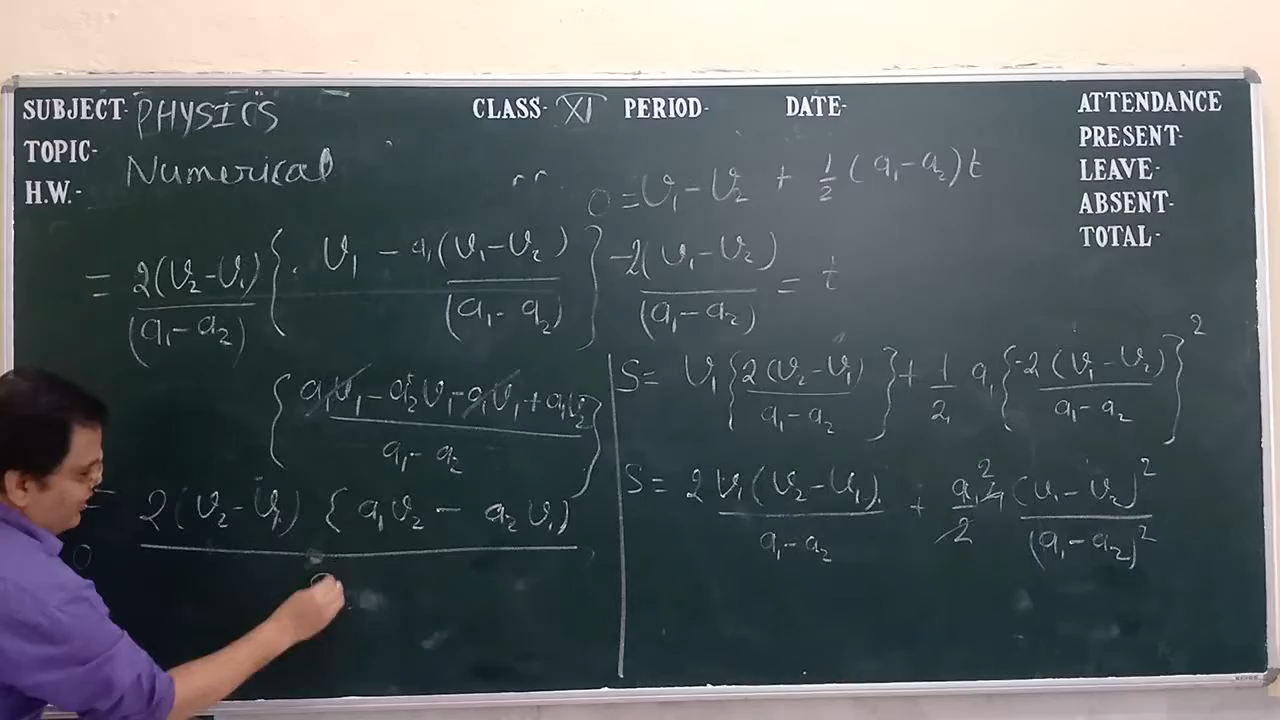 SUBJECT- PHYSICS CLASS- XI PERIOD- DATE- ATTENDANCE
TOPIC- Numerical PRESENT-
H.W. LEAVE-
ABSENT-
TOTAL-
0 = v₁ - v₂ + 1/2 (a₁ - a₂) t
-2(v₁ - v₂) / (a₁ - a₂) = t
= 2(v₂ - v₁) / (a₁ - a₂) { v₁ - a₁(v₁ - v₂) / (a₁ - a₂) }
{ a₁v₁ - a₂v₁ - a₁v₁ + a₁v₂ / a₁ - a₂ }
= 2(v₂ - v₁) { a₁v₂ - a₂v₁ )
S = v₁ { 2(v₂ - v₁) / a₁ - a₂ } + 1/2 a₁ { -2(v₁ - v₂) / a₁ - a₂ }²
S = 2 v₁(v₂ - v₁) / a₁ - a₂ + a₁ 4² / 2 (v₁ - v₂)² / (a₁ - a₂)²